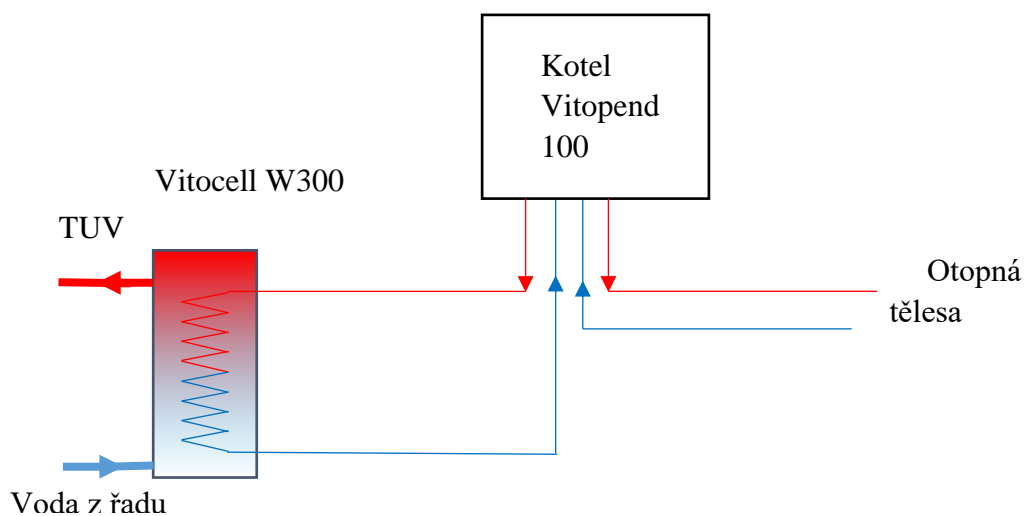 Kotel
Vitopend
100
Vitocell W300
TUV
Otopná
tělesa
Voda z řadu